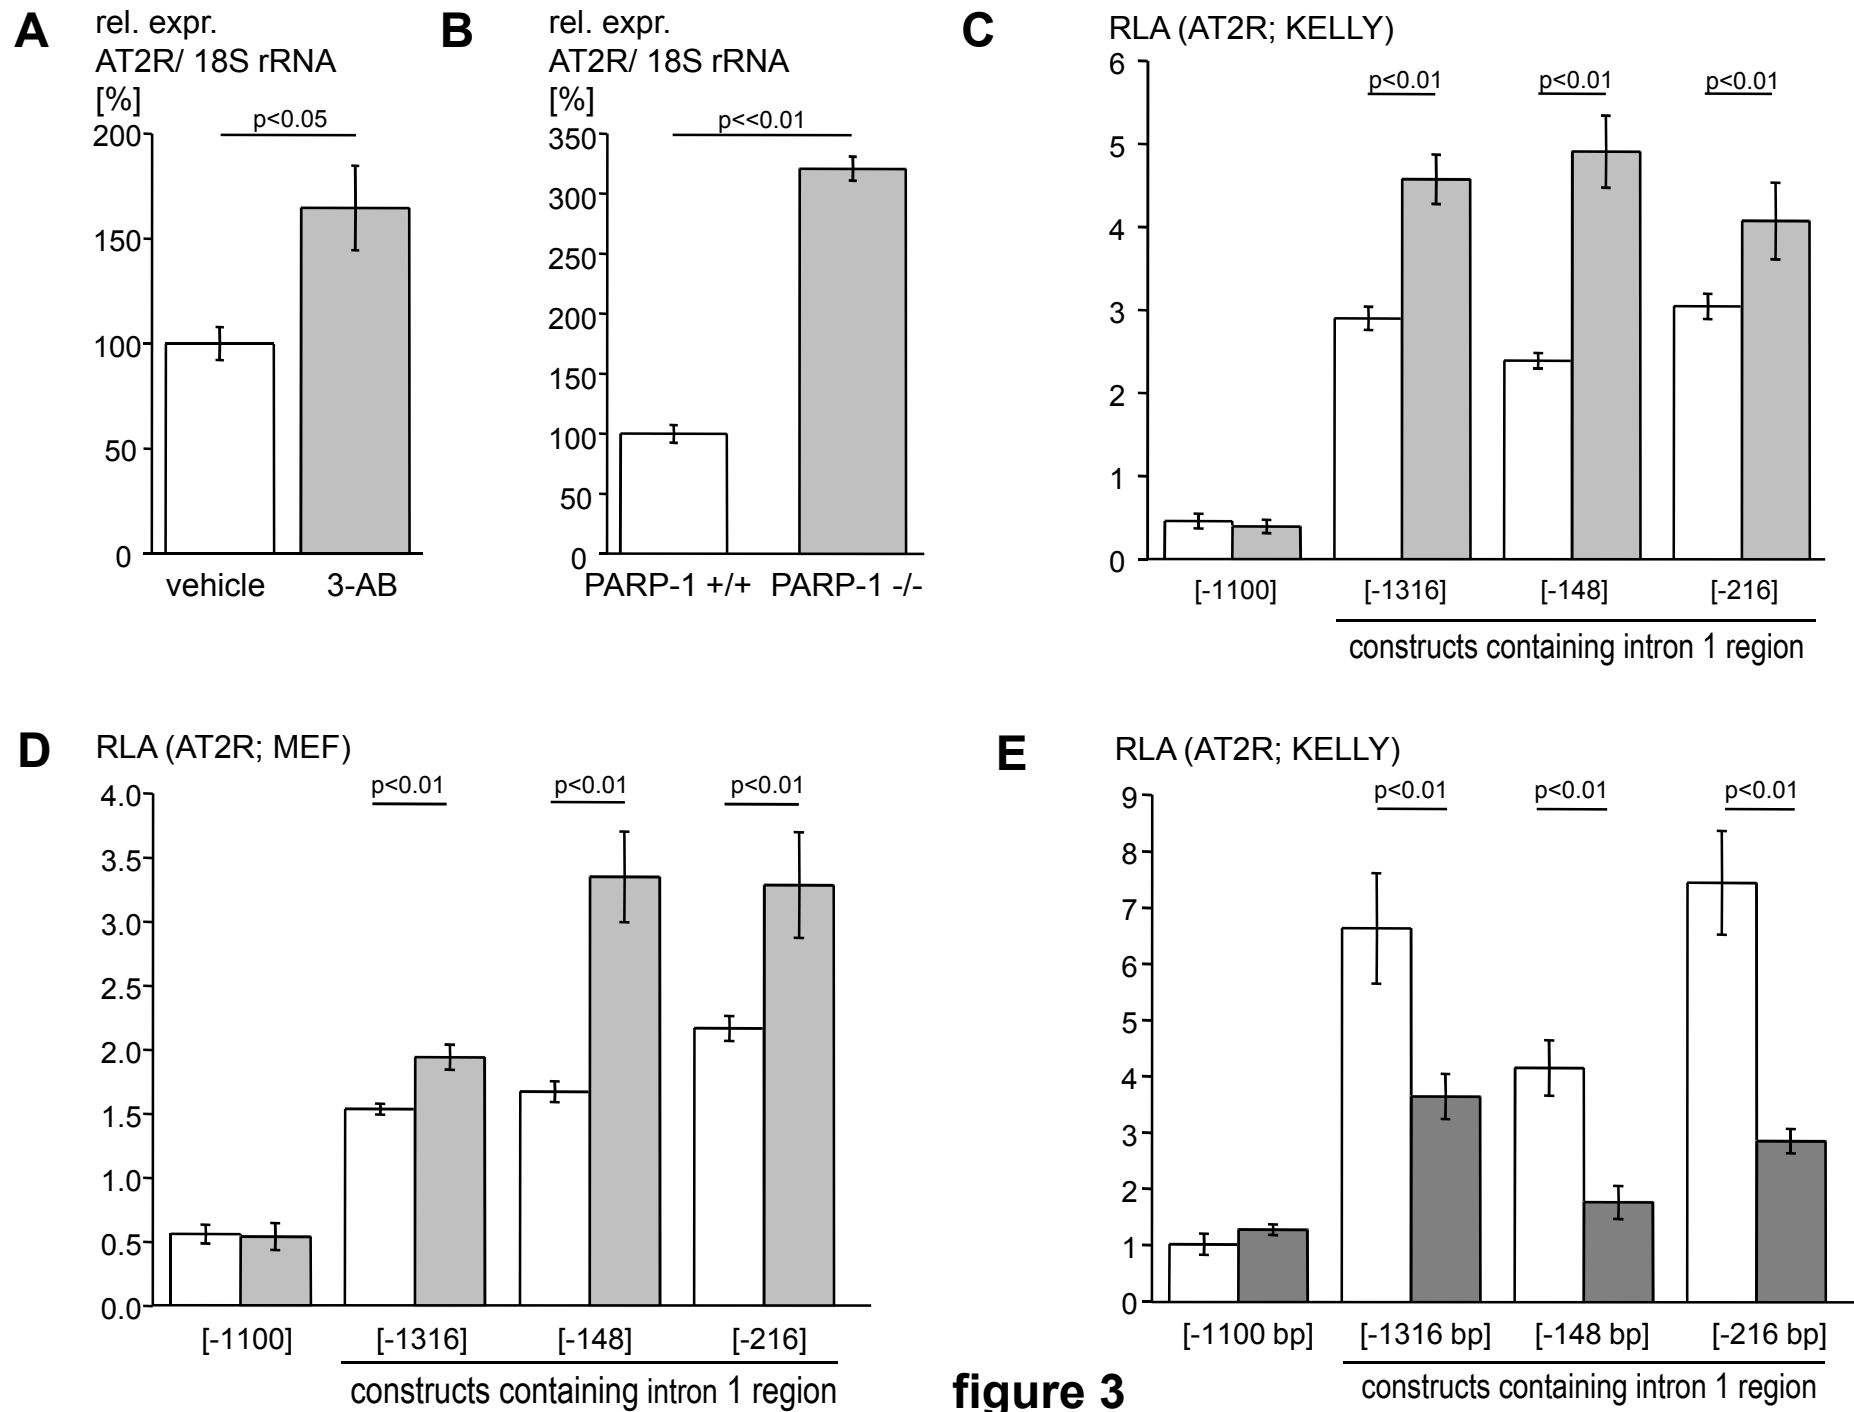 A
rel. expr.
AT2R/ 18S rRNA
[%]
p<0.05
200
150
100
50
0
vehicle 3-AB
B
rel. expr.
AT2R/ 18S rRNA
[%]
p<<0.01
350
300
250
200
150
100
50
0
PARP-1 +/+ PARP-1 -/-
C
RLA (AT2R; KELLY)
p<0.01 p<0.01 p<0.01
6
5
4
3
2
1
0
[-1100] [-1316] [-148] [-216]
constructs containing intron 1 region
D
RLA (AT2R; MEF)
p<0.01 p<0.01 p<0.01
4.0
3.5
3.0
2.5
2.0
1.5
1.0
0.5
0.0
[-1100] [-1316] [-148] [-216]
constructs containing intron 1 region
E
RLA (AT2R; KELLY)
p<0.01 p<0.01 p<0.01
9
8
7
6
5
4
3
2
1
0
[-1100 bp] [-1316 bp] [-148 bp] [-216 bp]
constructs containing intron 1 region
figure 3